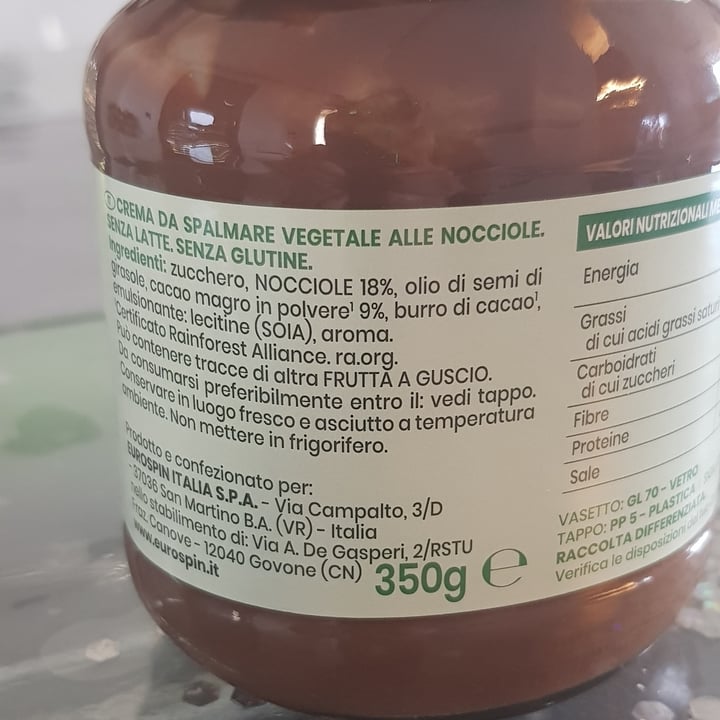 CREMA DA SPALMARE VEGETALE ALLE NOCCIOLE.
SENZA LATTE. SENZA GLUTINE.
Ingredienti: zucchero, NOCCIOLE 18%, olio di semi di
girasole, cacao magro in polvere¹ 9%, burro di cacao¹,
emulsionante: lecitine (SOIA), aroma.
¹Certificato Rainforest Alliance. ra.org.
Può contenere tracce di altra FRUTTA A GUSCIO.
Da consumarsi preferibilmente entro il: vedi tappo.
Conservare in luogo fresco e asciutto a temperatura
ambiente. Non mettere in frigorifero.
Prodotto e confezionato per:
EUROSPIN ITALIA S.P.A. - Via Campalto, 3/D
- 37036 San Martino B.A. (VR) - Italia
nello stabilimento di: Via A. De Gasperi, 2/RSTU
Fraz. Canove - 12040 Govone (CN)
www.eurospin.it
350g e
VALORI NUTRIZIONALI
Energia
Grassi
di cui acidi grassi
Carboidrati
di cui zuccheri
Fibre
Proteine
Sale
VASETTO: GL 70 - VETRO
TAPPO: PP 5 - PLASTICA
RACCOLTA DIFFERENZIATA.
Verifica le disposizioni